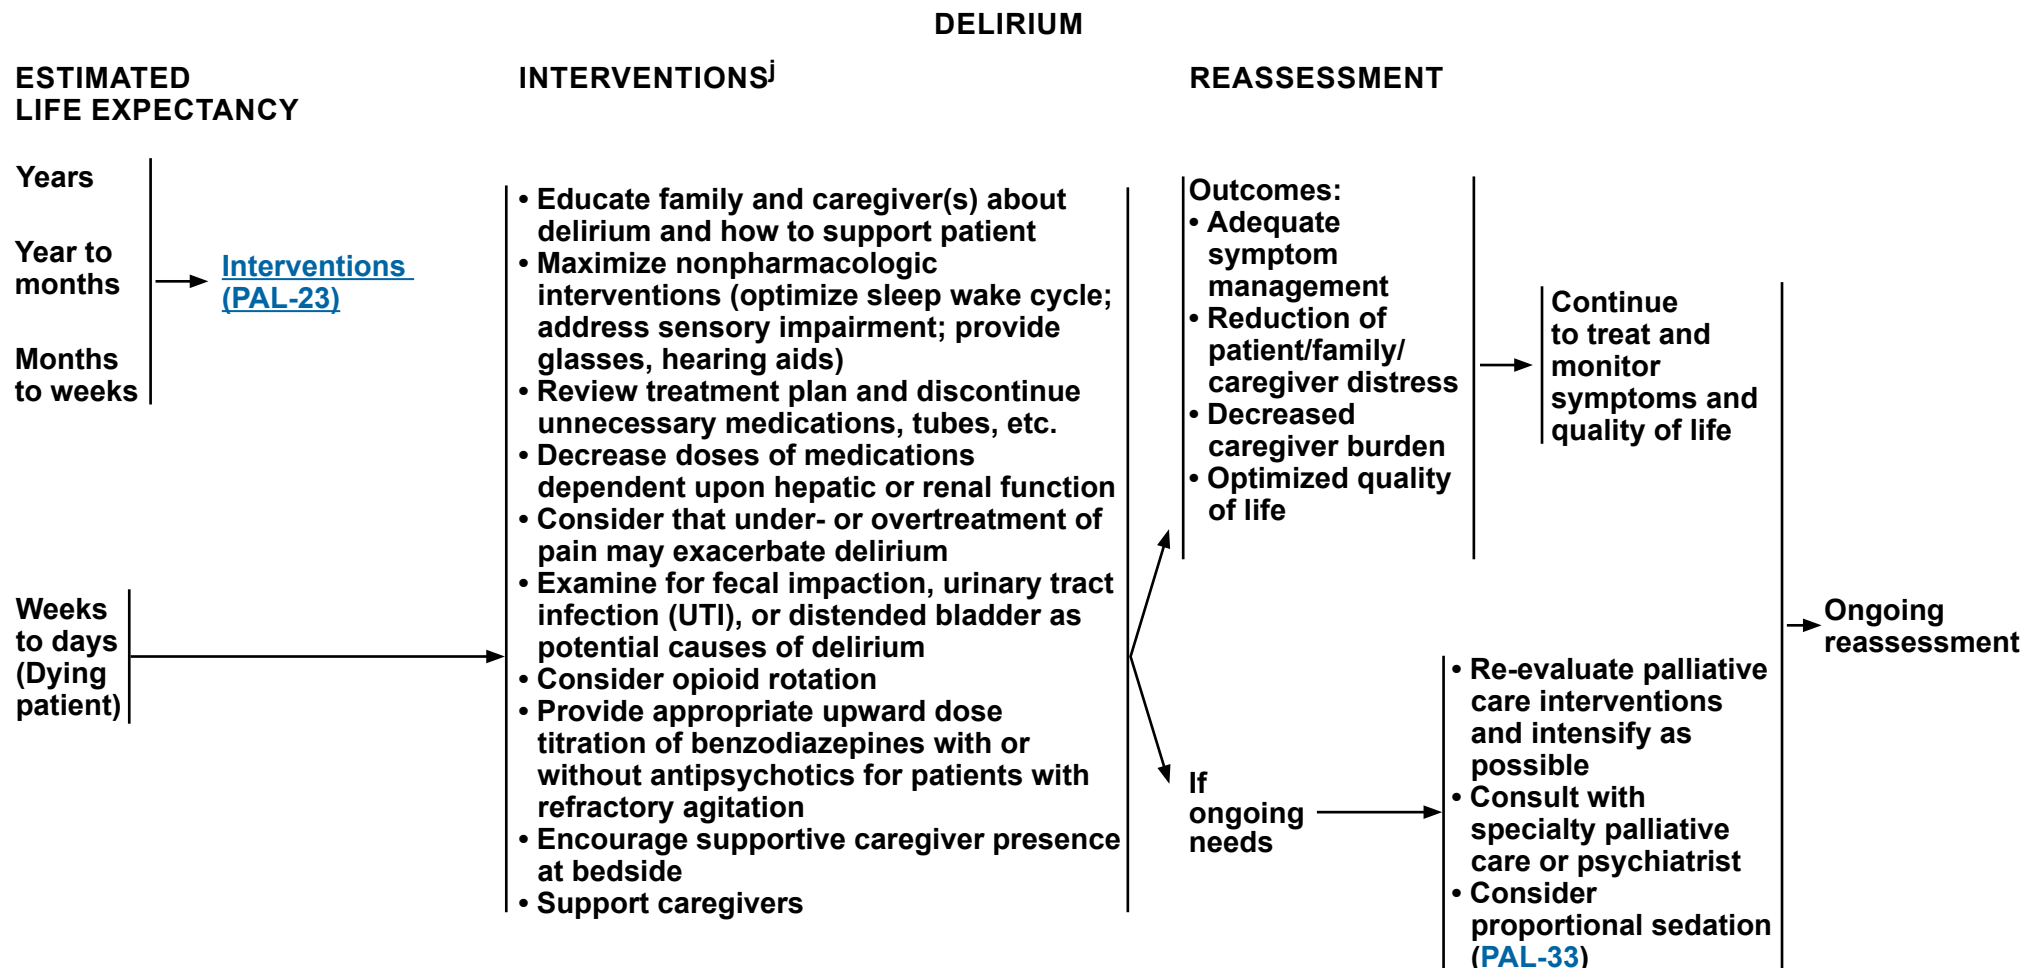 DELIRIUM
ESTIMATED
LIFE EXPECTANCY
INTERVENTIONSj
REASSESSMENT
Years
Year to
months
Months
to weeks
Interventions
(PAL-23)
Weeks
to days
(Dying
patient)
• Educate family and caregiver(s) about
delirium and how to support patient
• Maximize nonpharmacologic
interventions (optimize sleep wake cycle;
address sensory impairment; provide
glasses, hearing aids)
• Review treatment plan and discontinue
unnecessary medications, tubes, etc.
• Decrease doses of medications
dependent upon hepatic or renal function
• Consider that under- or overtreatment of
pain may exacerbate delirium
• Examine for fecal impaction, urinary tract
infection (UTI), or distended bladder as
potential causes of delirium
• Consider opioid rotation
• Provide appropriate upward dose
titration of benzodiazepines with or
without antipsychotics for patients with
refractory agitation
• Encourage supportive caregiver presence
at bedside
• Support caregivers
Outcomes:
• Adequate
symptom
management
• Reduction of
patient/family/
caregiver distress
• Decreased
caregiver burden
• Optimized quality
of life
Continue
to treat and
monitor
symptoms and
quality of life
If
ongoing
needs
• Re-evaluate palliative
care interventions
and intensify as
possible
• Consult with
specialty palliative
care or psychiatrist
• Consider
proportional sedation
(PAL-33)
Ongoing
reassessment